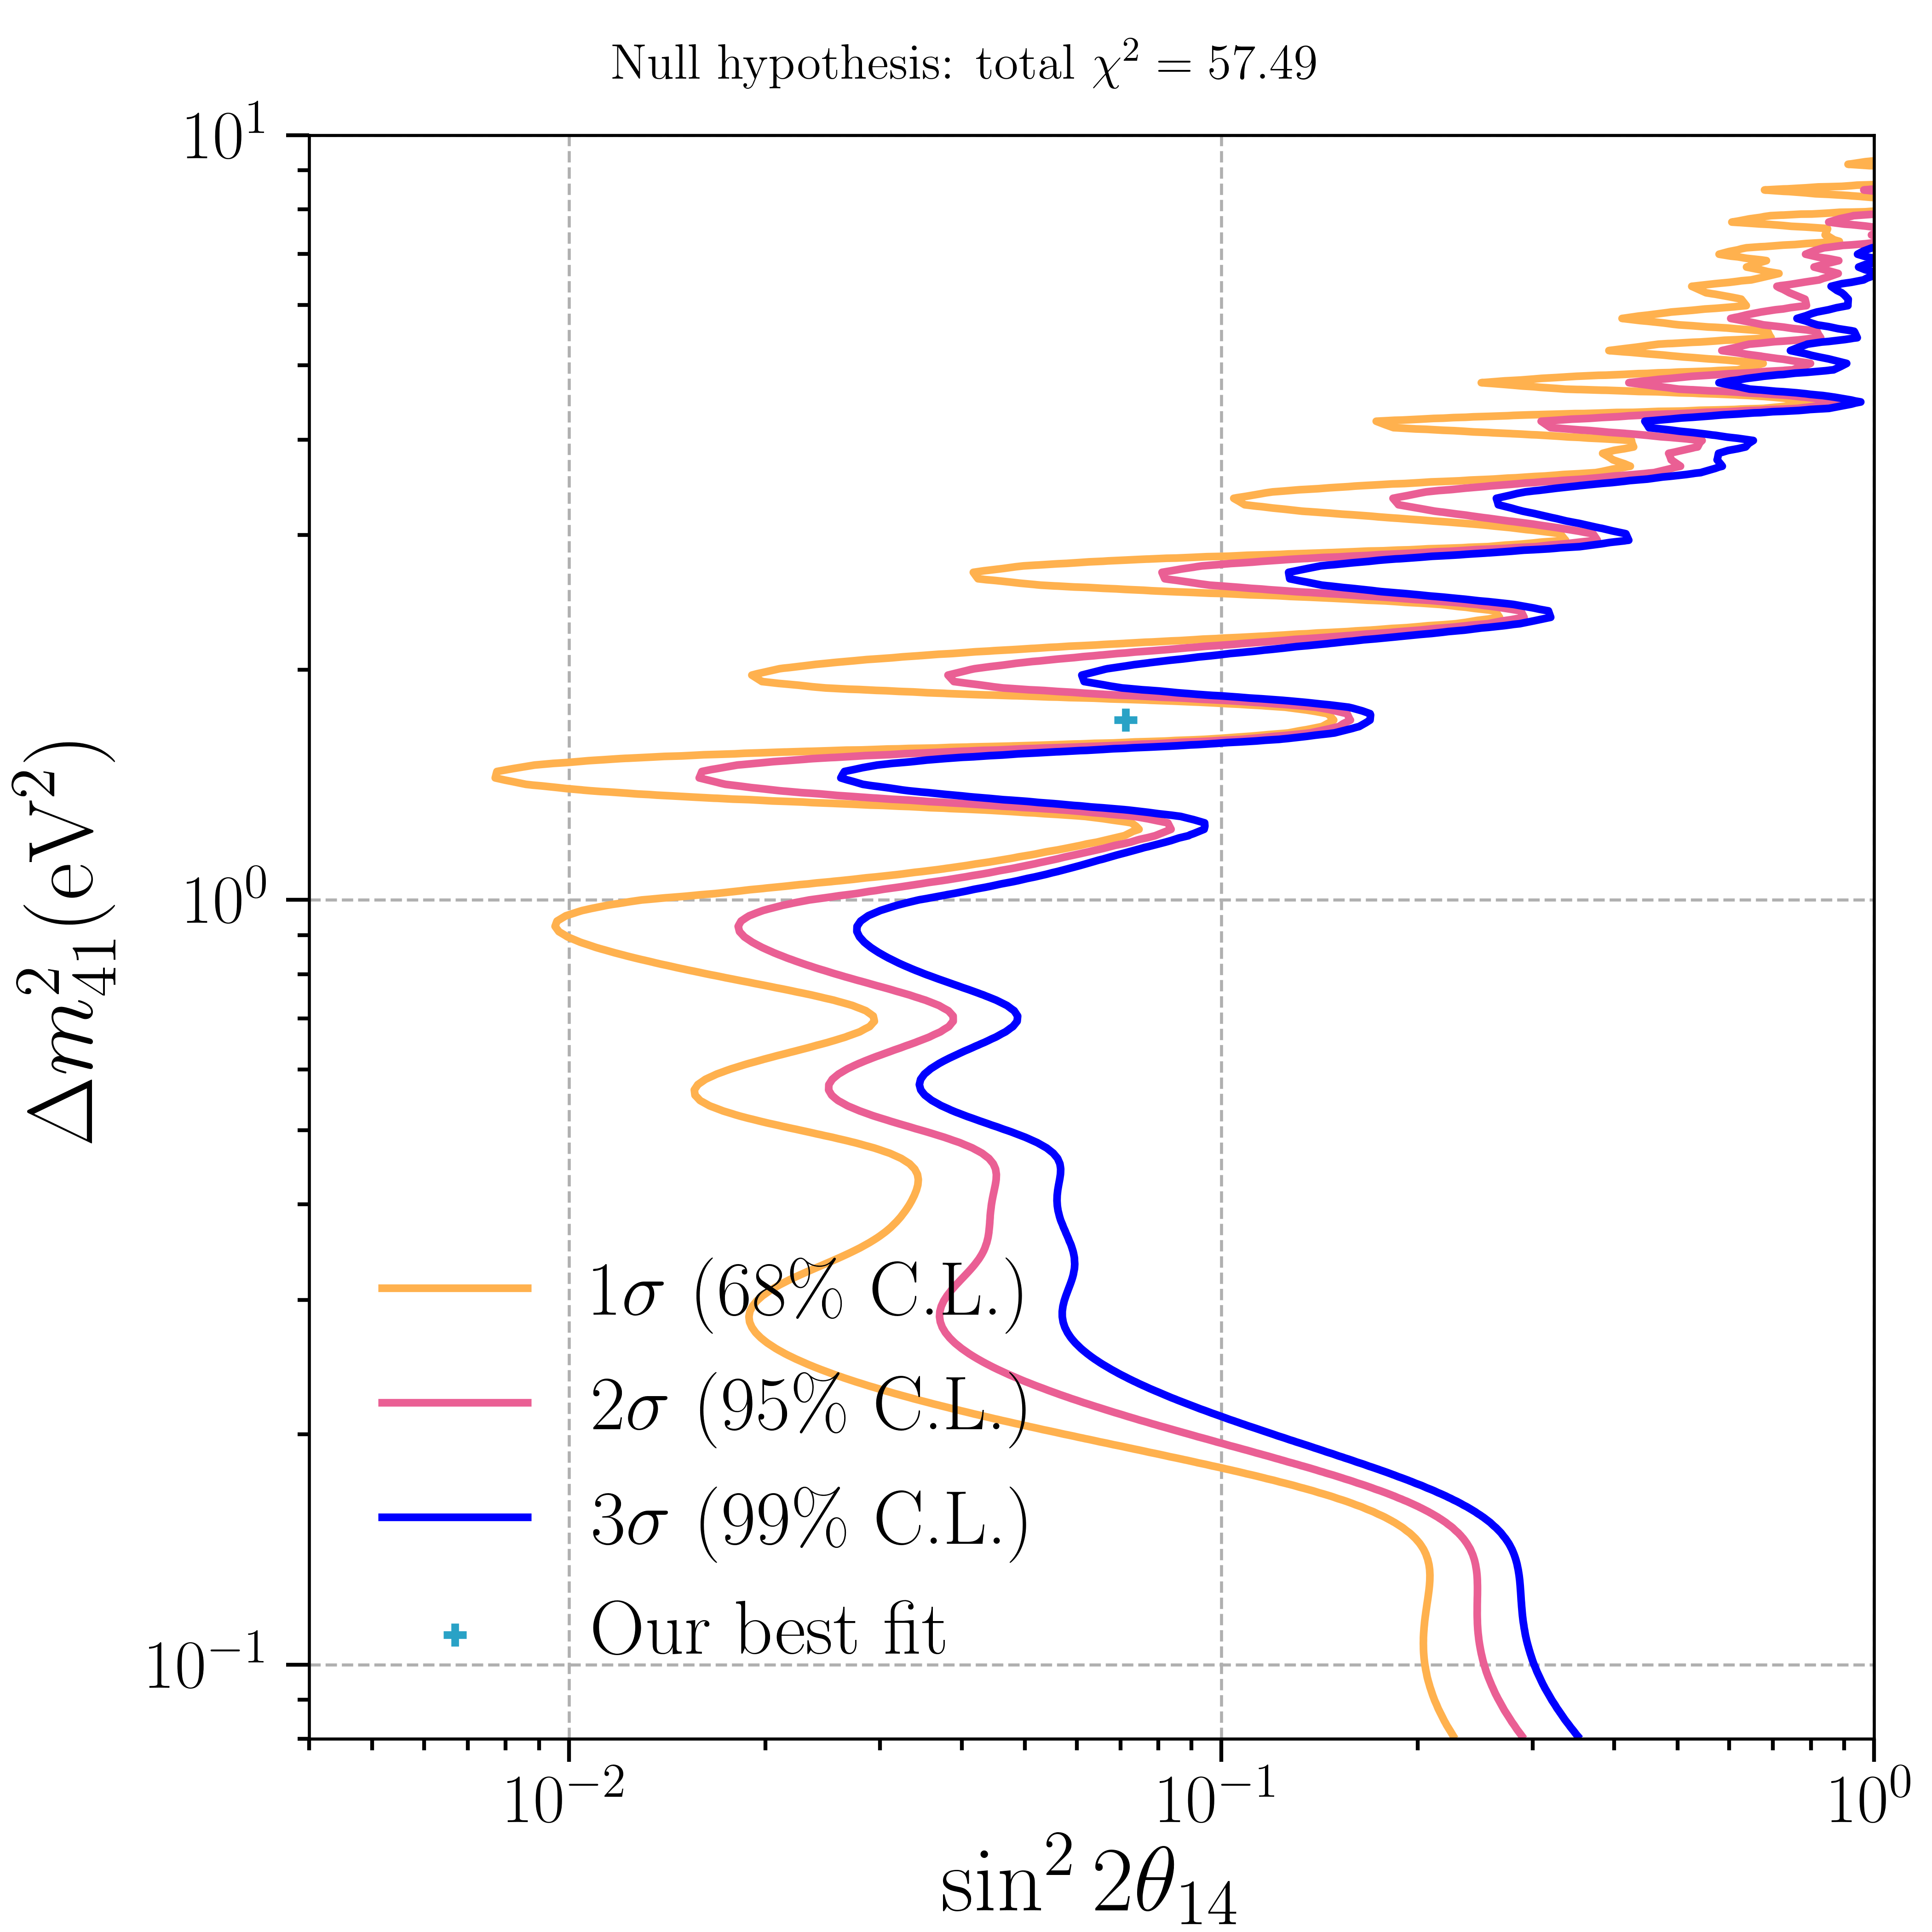 Null hypothesis: total χ² = 57.49
10¹
10⁰
10⁻¹
Δm²₄₁(eV²)
1σ (68% C.L.)
2σ (95% C.L.)
3σ (99% C.L.)
Our best fit
10⁻² 10⁻¹ 10⁰
sin² 2θ₁₄